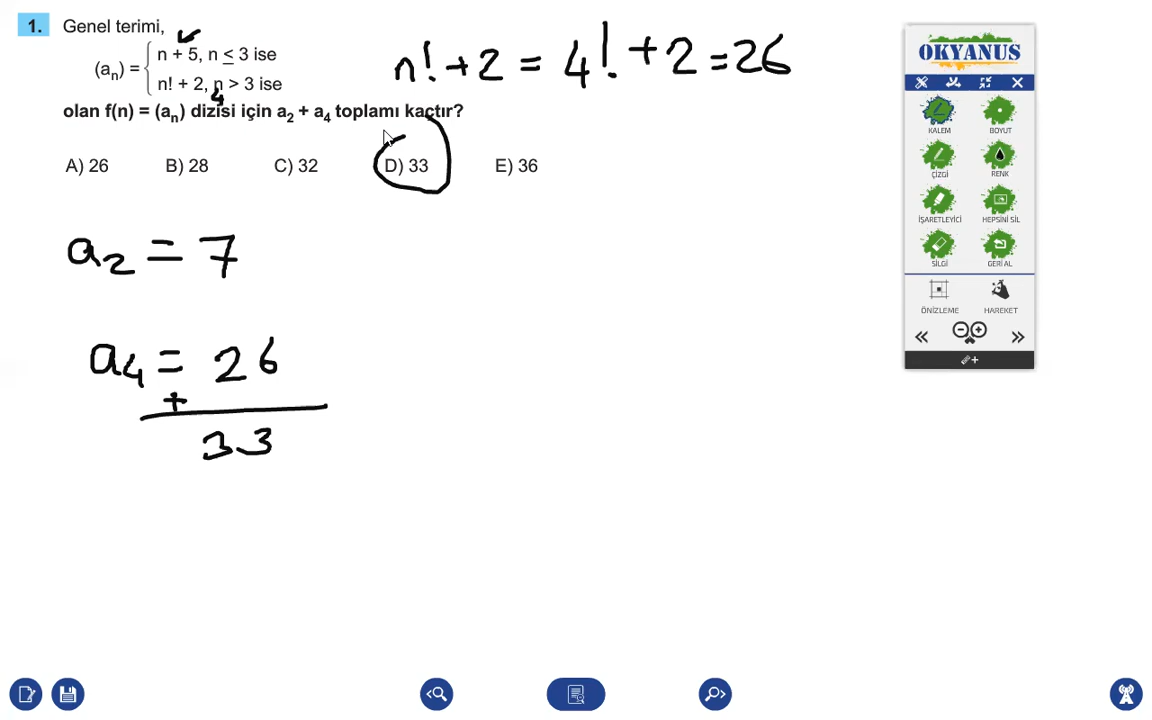 1. Genel terimi,
(an) = { n + 5, n ≤ 3 ise
n! + 2, n > 3 ise
4
olan f(n) = (an) dizisi için a2 + a4 toplamı kaçtır?
A) 26 B) 28 C) 32 D) 33 E) 36
n! + 2 = 4! + 2 = 26
a2 = 7
a4 = 26
+
33
OKYANUS
KALEM BOYUT
ÇİZGİ RENK
İŞARETLEYİCİ HEPSİNİ SİL
SİLGİ GERİ AL
ÖNİZLEME HAREKET